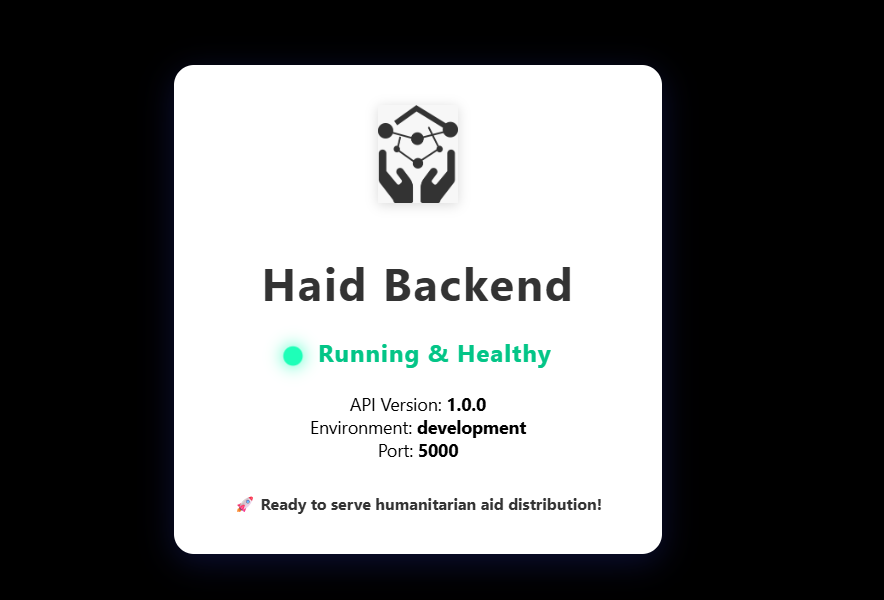 Haid Backend
Running & Healthy
API Version: 1.0.0
Environment: development
Port: 5000
🚀 Ready to serve humanitarian aid distribution!